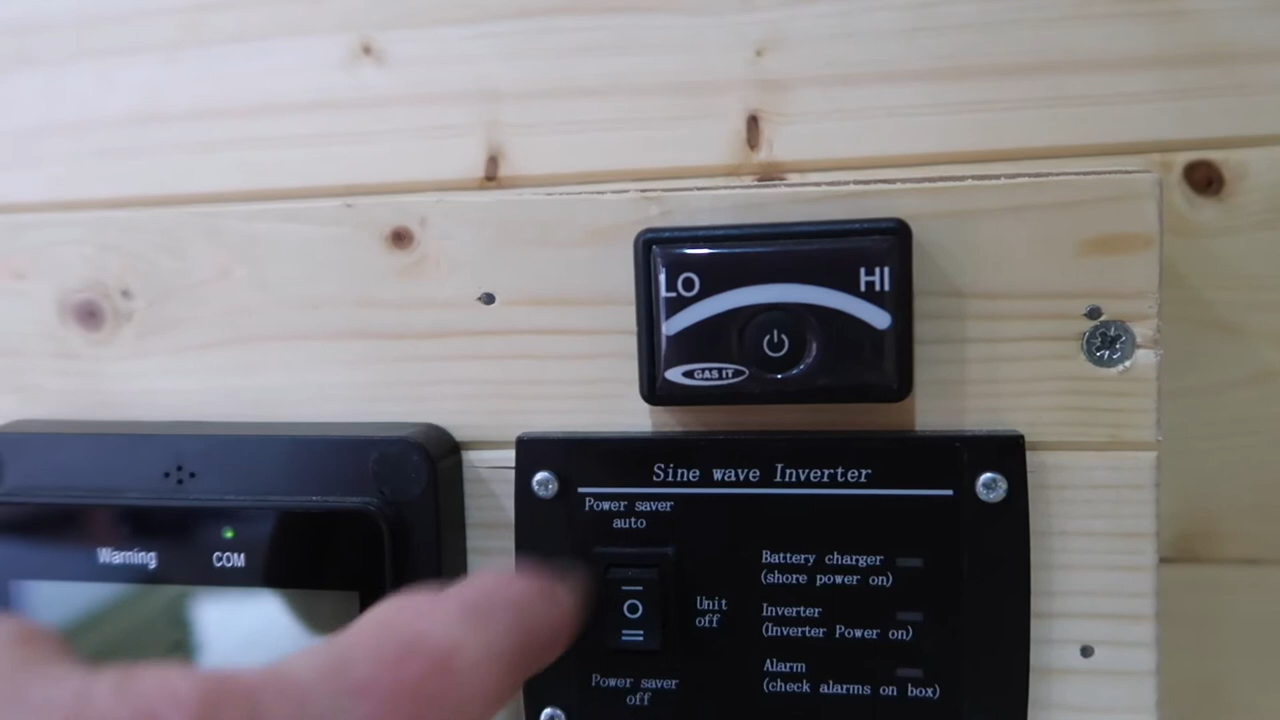 LO HI
GAS IT
Sine wave Inverter
Power saver
auto
Battery charger
(shore power on)
Unit
off
Inverter
(Inverter Power on)
Alarm
(check alarms on box)
Power saver
off
Warning COM